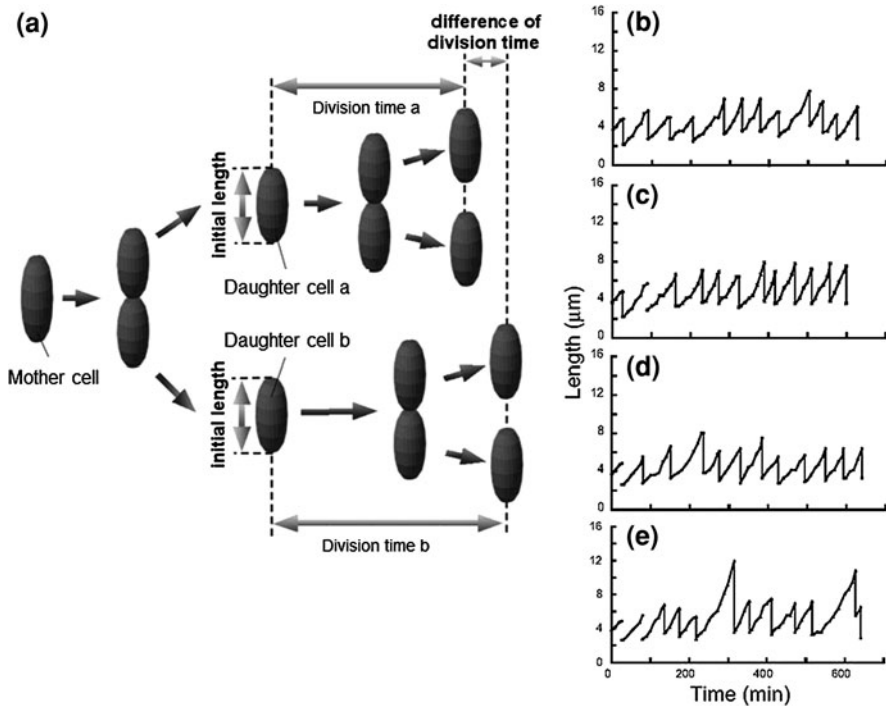 (a)
difference of
division time
Division time a
Initial length
Daughter cell a
Mother cell
Daughter cell b
Initial length
Division time b
(b)
16
12
8
4
0
(c)
16
12
8
4
0
(d)
16
12
8
4
0
(e)
16
12
8
4
0
0
200
400
600
Length (μm)
Time (min)